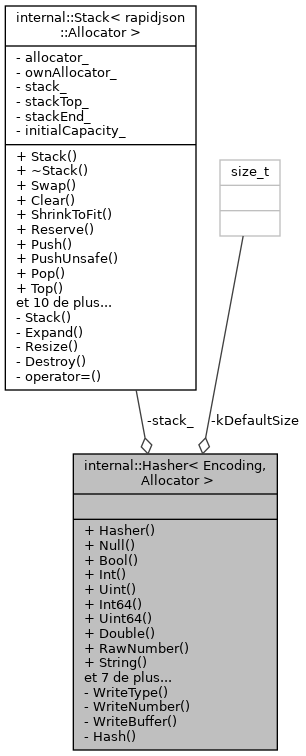 internal::Stack< rapidjson
::Allocator >
- allocator_
- ownAllocator_
- stack_
- stackTop_
- stackEnd_
- initialCapacity_
+ Stack()
+ ~Stack()
+ Swap()
+ Clear()
+ ShrinkToFit()
+ Reserve()
+ Push()
+ PushUnsafe()
+ Pop()
+ Top()
et 10 de plus...
- Stack()
- Expand()
- Resize()
- Destroy()
- operator=()
size_t
-stack_
-kDefaultSize
internal::Hasher< Encoding,
Allocator >
+ Hasher()
+ Null()
+ Bool()
+ Int()
+ Uint()
+ Int64()
+ Uint64()
+ Double()
+ RawNumber()
+ String()
et 7 de plus...
- WriteType()
- WriteNumber()
- WriteBuffer()
- Hash()